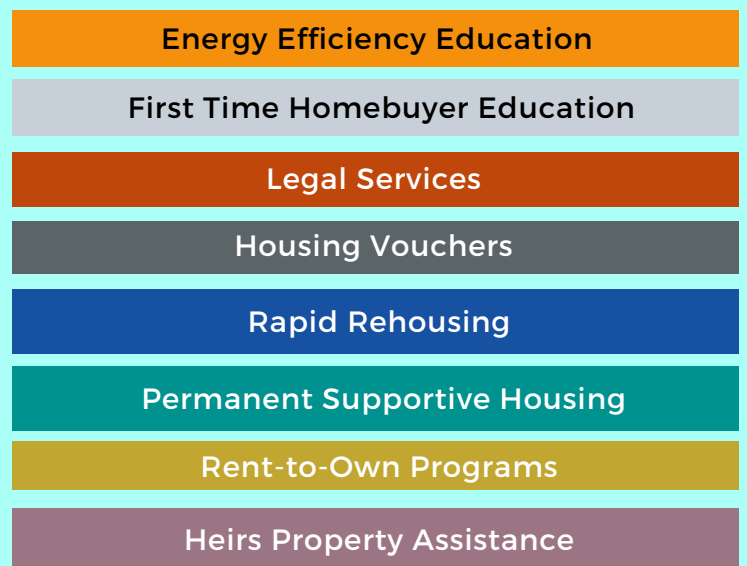 Energy Efficiency Education
First Time Homebuyer Education
Legal Services
Housing Vouchers
Rapid Rehousing
Permanent Supportive Housing
Rent-to-Own Programs
Heirs Property Assistance